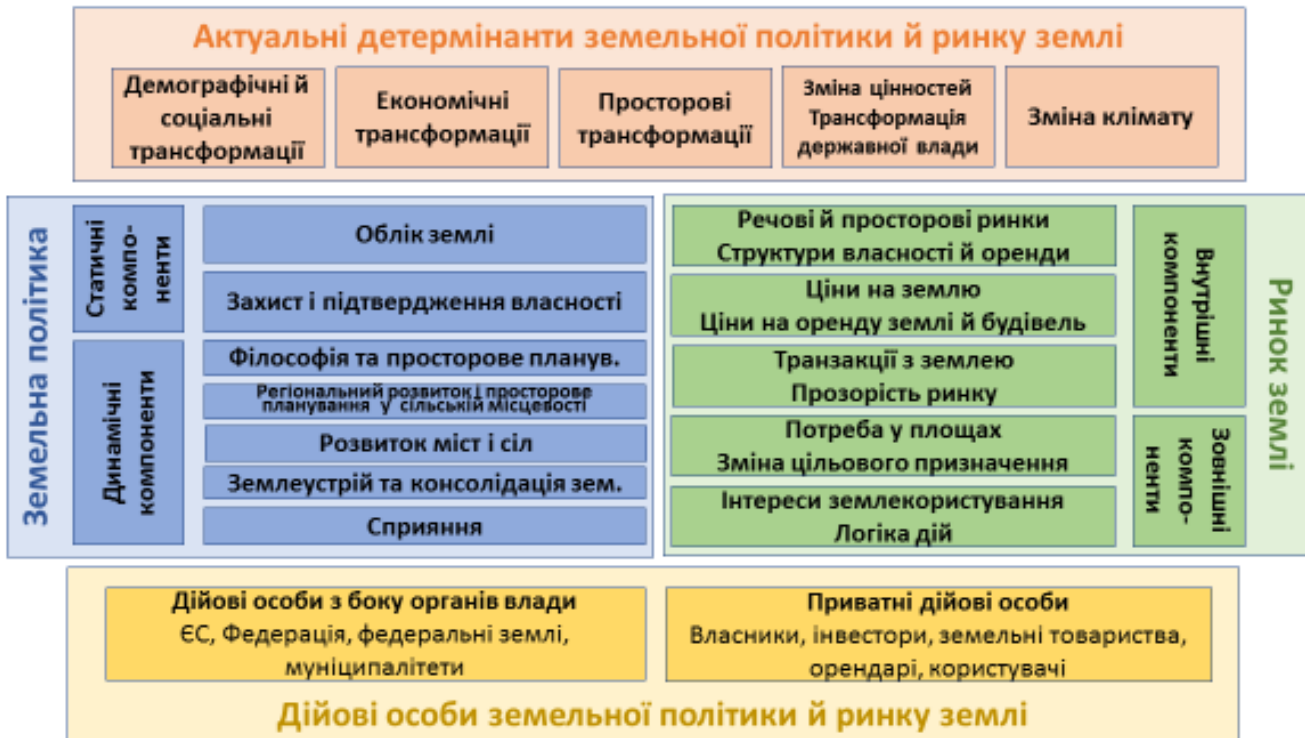 Актуальні детермінанти земельної політики й ринку землі
Демографічні й
соціальні
трансформації
Економічні
трансформації
Просторові
трансформації
Зміна цінностей
Трансформація
державної влади
Зміна клімату
Земельна політика
Статичні
компо-
ненти
Облік землі
Захист і підтвердження власності
Динамічні
компоненти
Філософія та просторове планув.
Регіональний розвиток і просторове
планування у сільській місцевості
Розвиток міст і сіл
Землеустрій та консолідація зем.
Сприяння
Речові й просторові ринки
Структури власності й оренди
Ціни на землю
Ціни на оренду землі й будівель
Транзакції з землею
Прозорість ринку
Потреба у площах
Зміна цільового призначення
Інтереси землекористування
Логіка дій
Внутрішні
компоненти
Зовнішні
компо-
ненти
Ринок землі
Дійові особи з боку органів влади
ЄС, Федерація, федеральні землі,
муніципалітети
Приватні дійові особи
Власники, інвестори, земельні товариства,
орендарі, користувачі
Дійові особи земельної політики й ринку землі